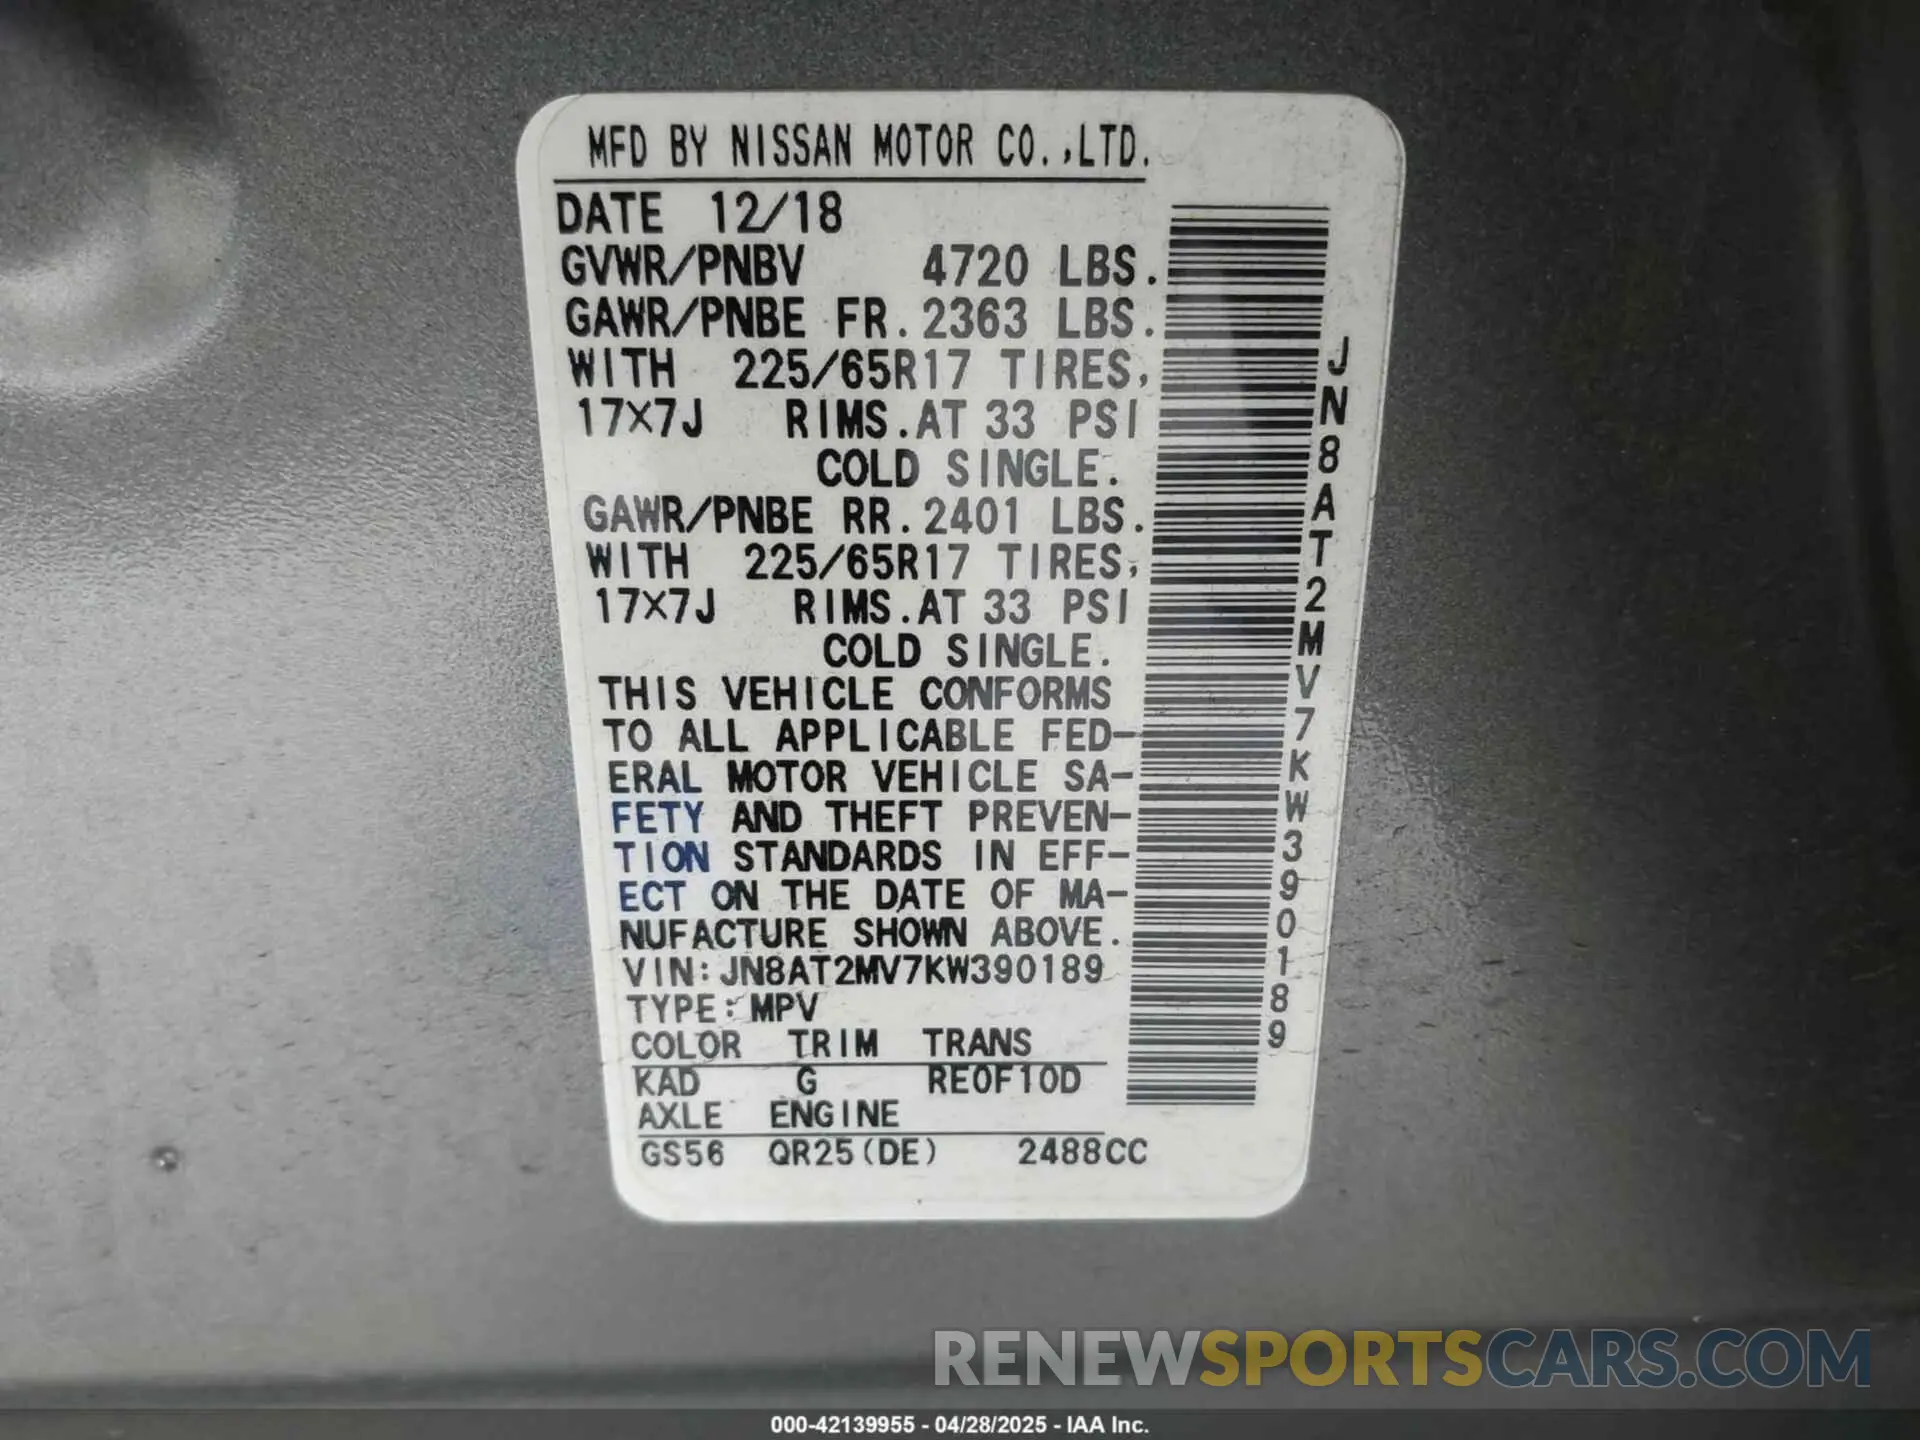 MFD BY NISSAN MOTOR CO.,LTD.
DATE 12/18
GVWR/PNBV 4720 LBS.
GAWR/PNBE FR. 2363 LBS.
WITH 225/65R17 TIRES,
17X7J RIMS. AT 33 PSI
COLD SINGLE.
GAWR/PNBE RR. 2401 LBS.
WITH 225/65R17 TIRES,
17X7J RIMS. AT 33 PSI
COLD SINGLE.
THIS VEHICLE CONFORMS
TO ALL APPLICABLE FED-
ERAL MOTOR VEHICLE SA-
FETY AND THEFT PREVEN-
TION STANDARDS IN EFF-
ECT ON THE DATE OF MA-
NUFACTURE SHOWN ABOVE.
VIN: JN8AT2MV7KW390189
TYPE: MPV
COLOR TRIM TRANS
KAD G RE0F10D
AXLE ENGINE
GS56 QR25(DE) 2488CC
JN8AT2MV7KW390189
RENEWSPORTSCARS.COM
000-42139955 - 04/28/2025 - IAA Inc.